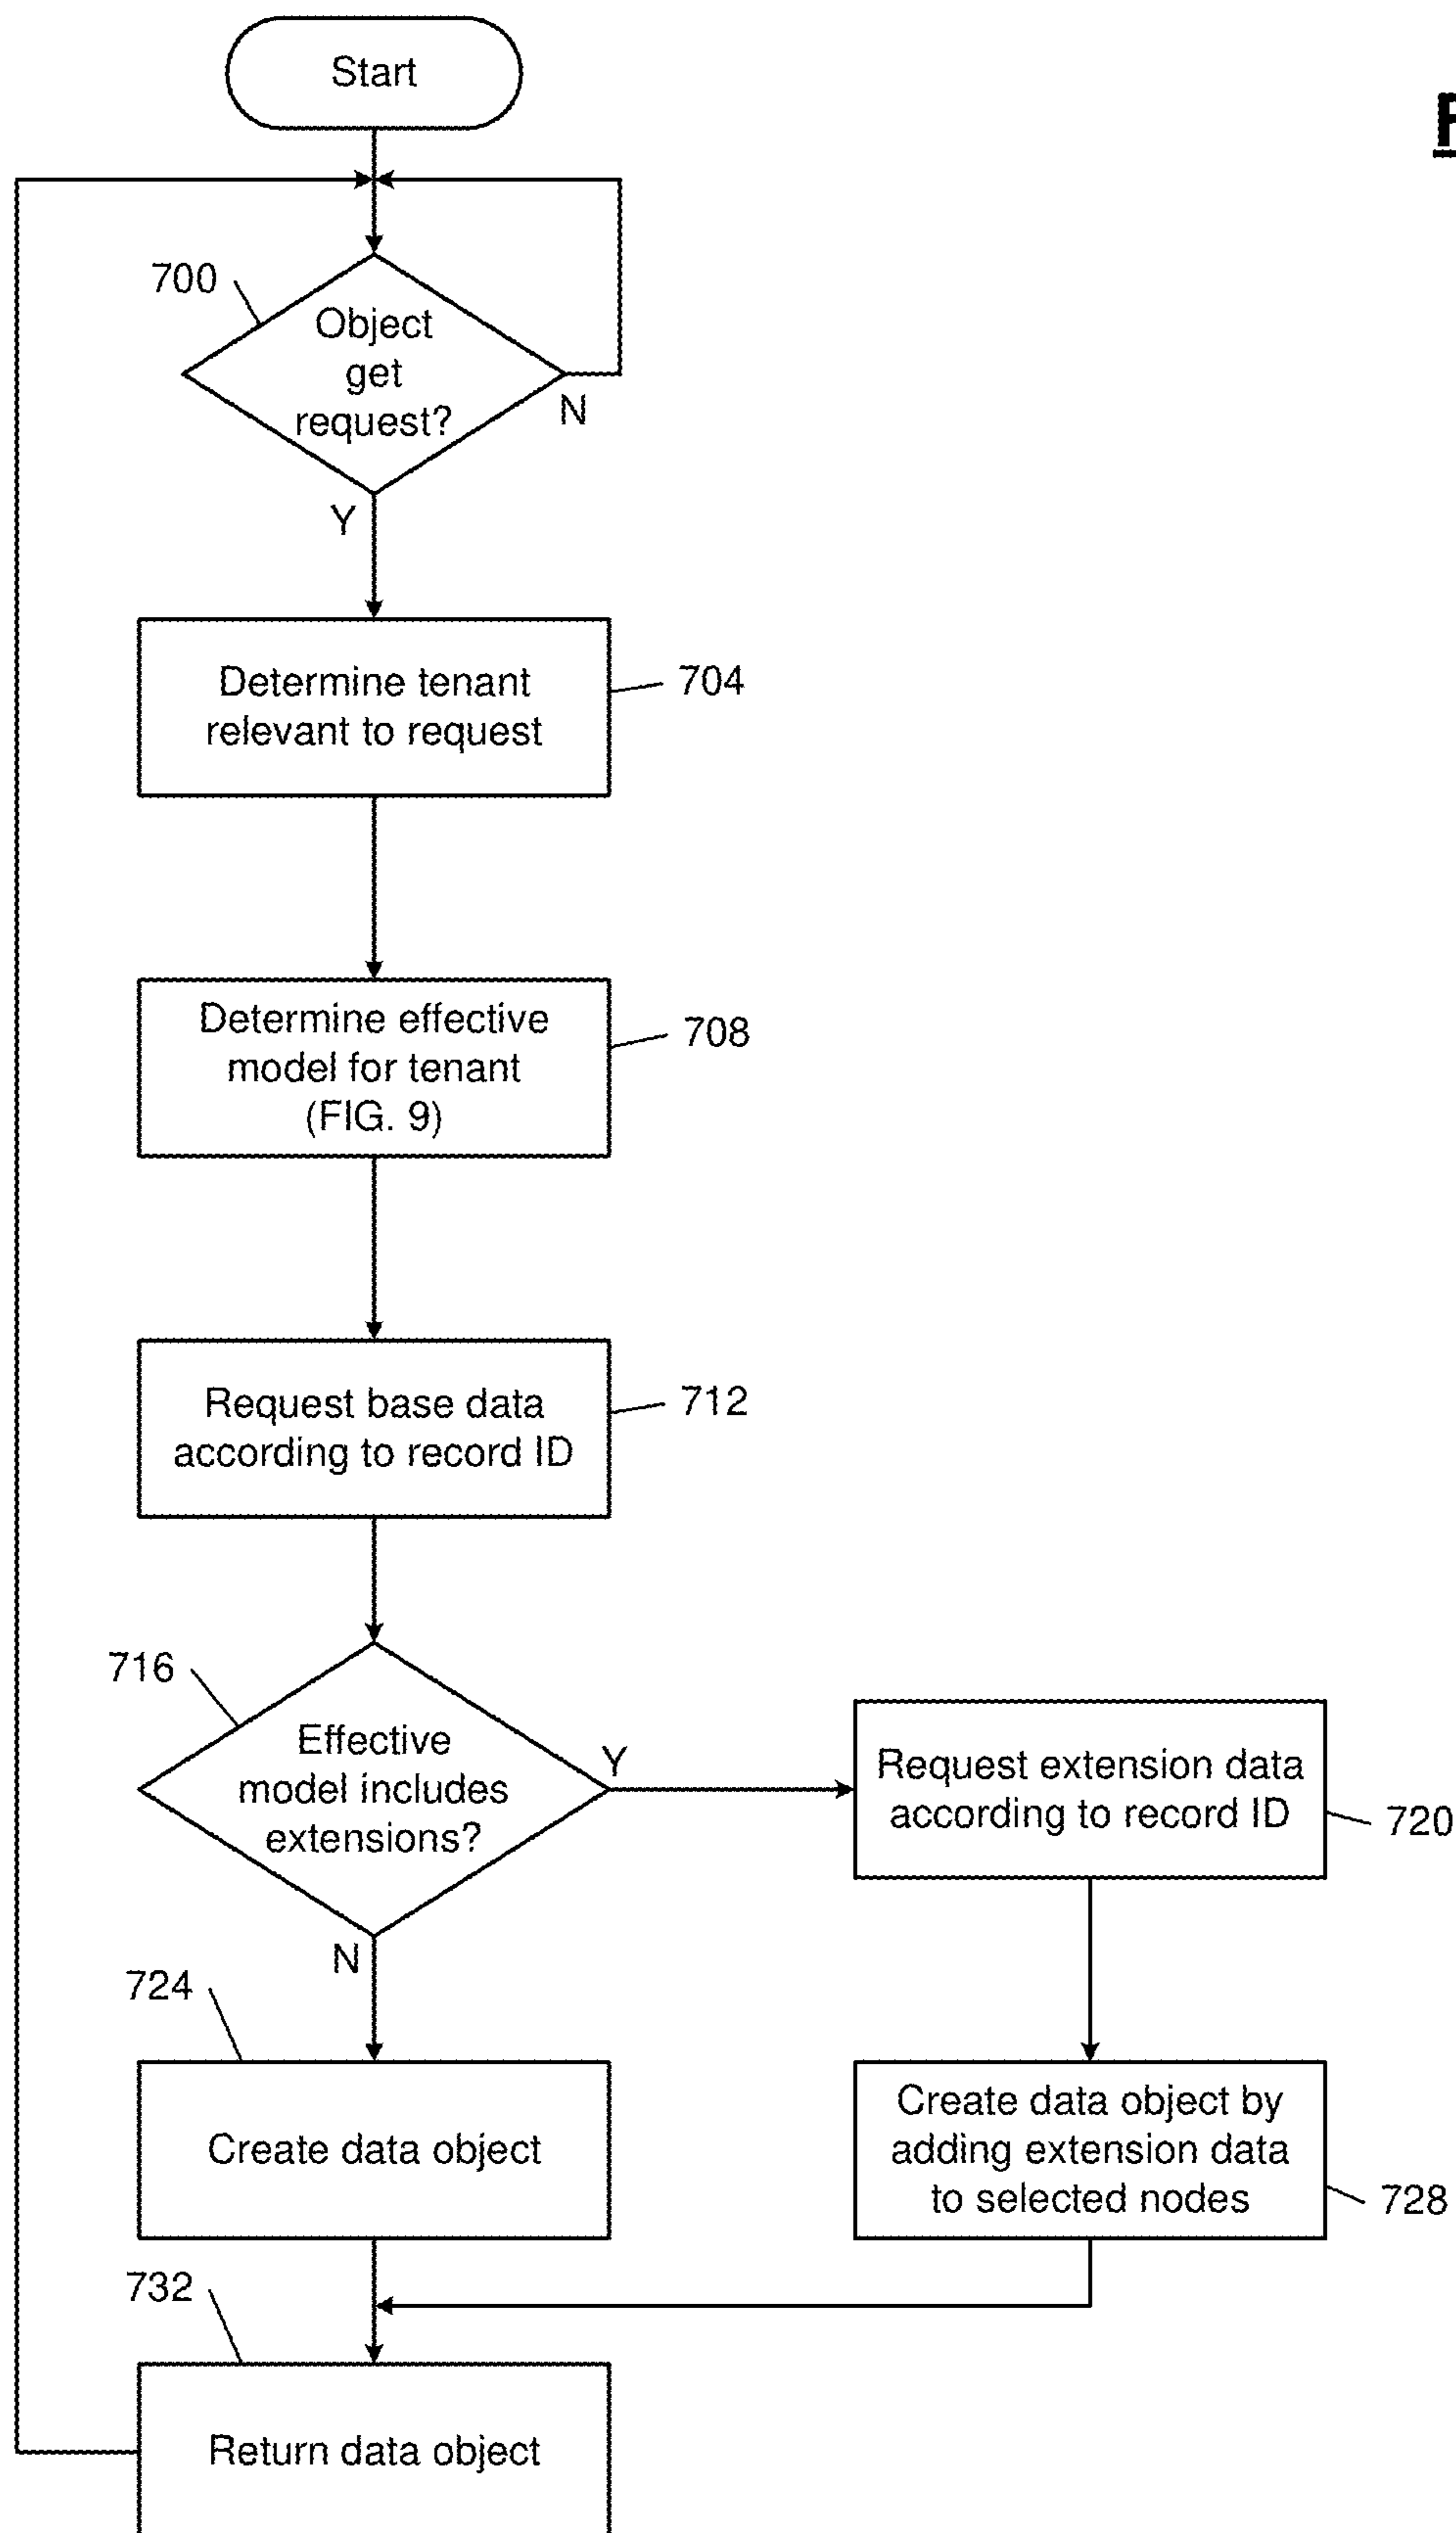 Start
700
Object
get
request?
N
Y
Determine tenant
relevant to request
704
Determine effective
model for tenant
(FIG. 9)
708
Request base data
according to record ID
712
716
Effective
model includes
extensions?
Y
N
Request extension data
according to record ID
720
724
Create data object
Create data object by
adding extension data
to selected nodes
728
732
Return data object